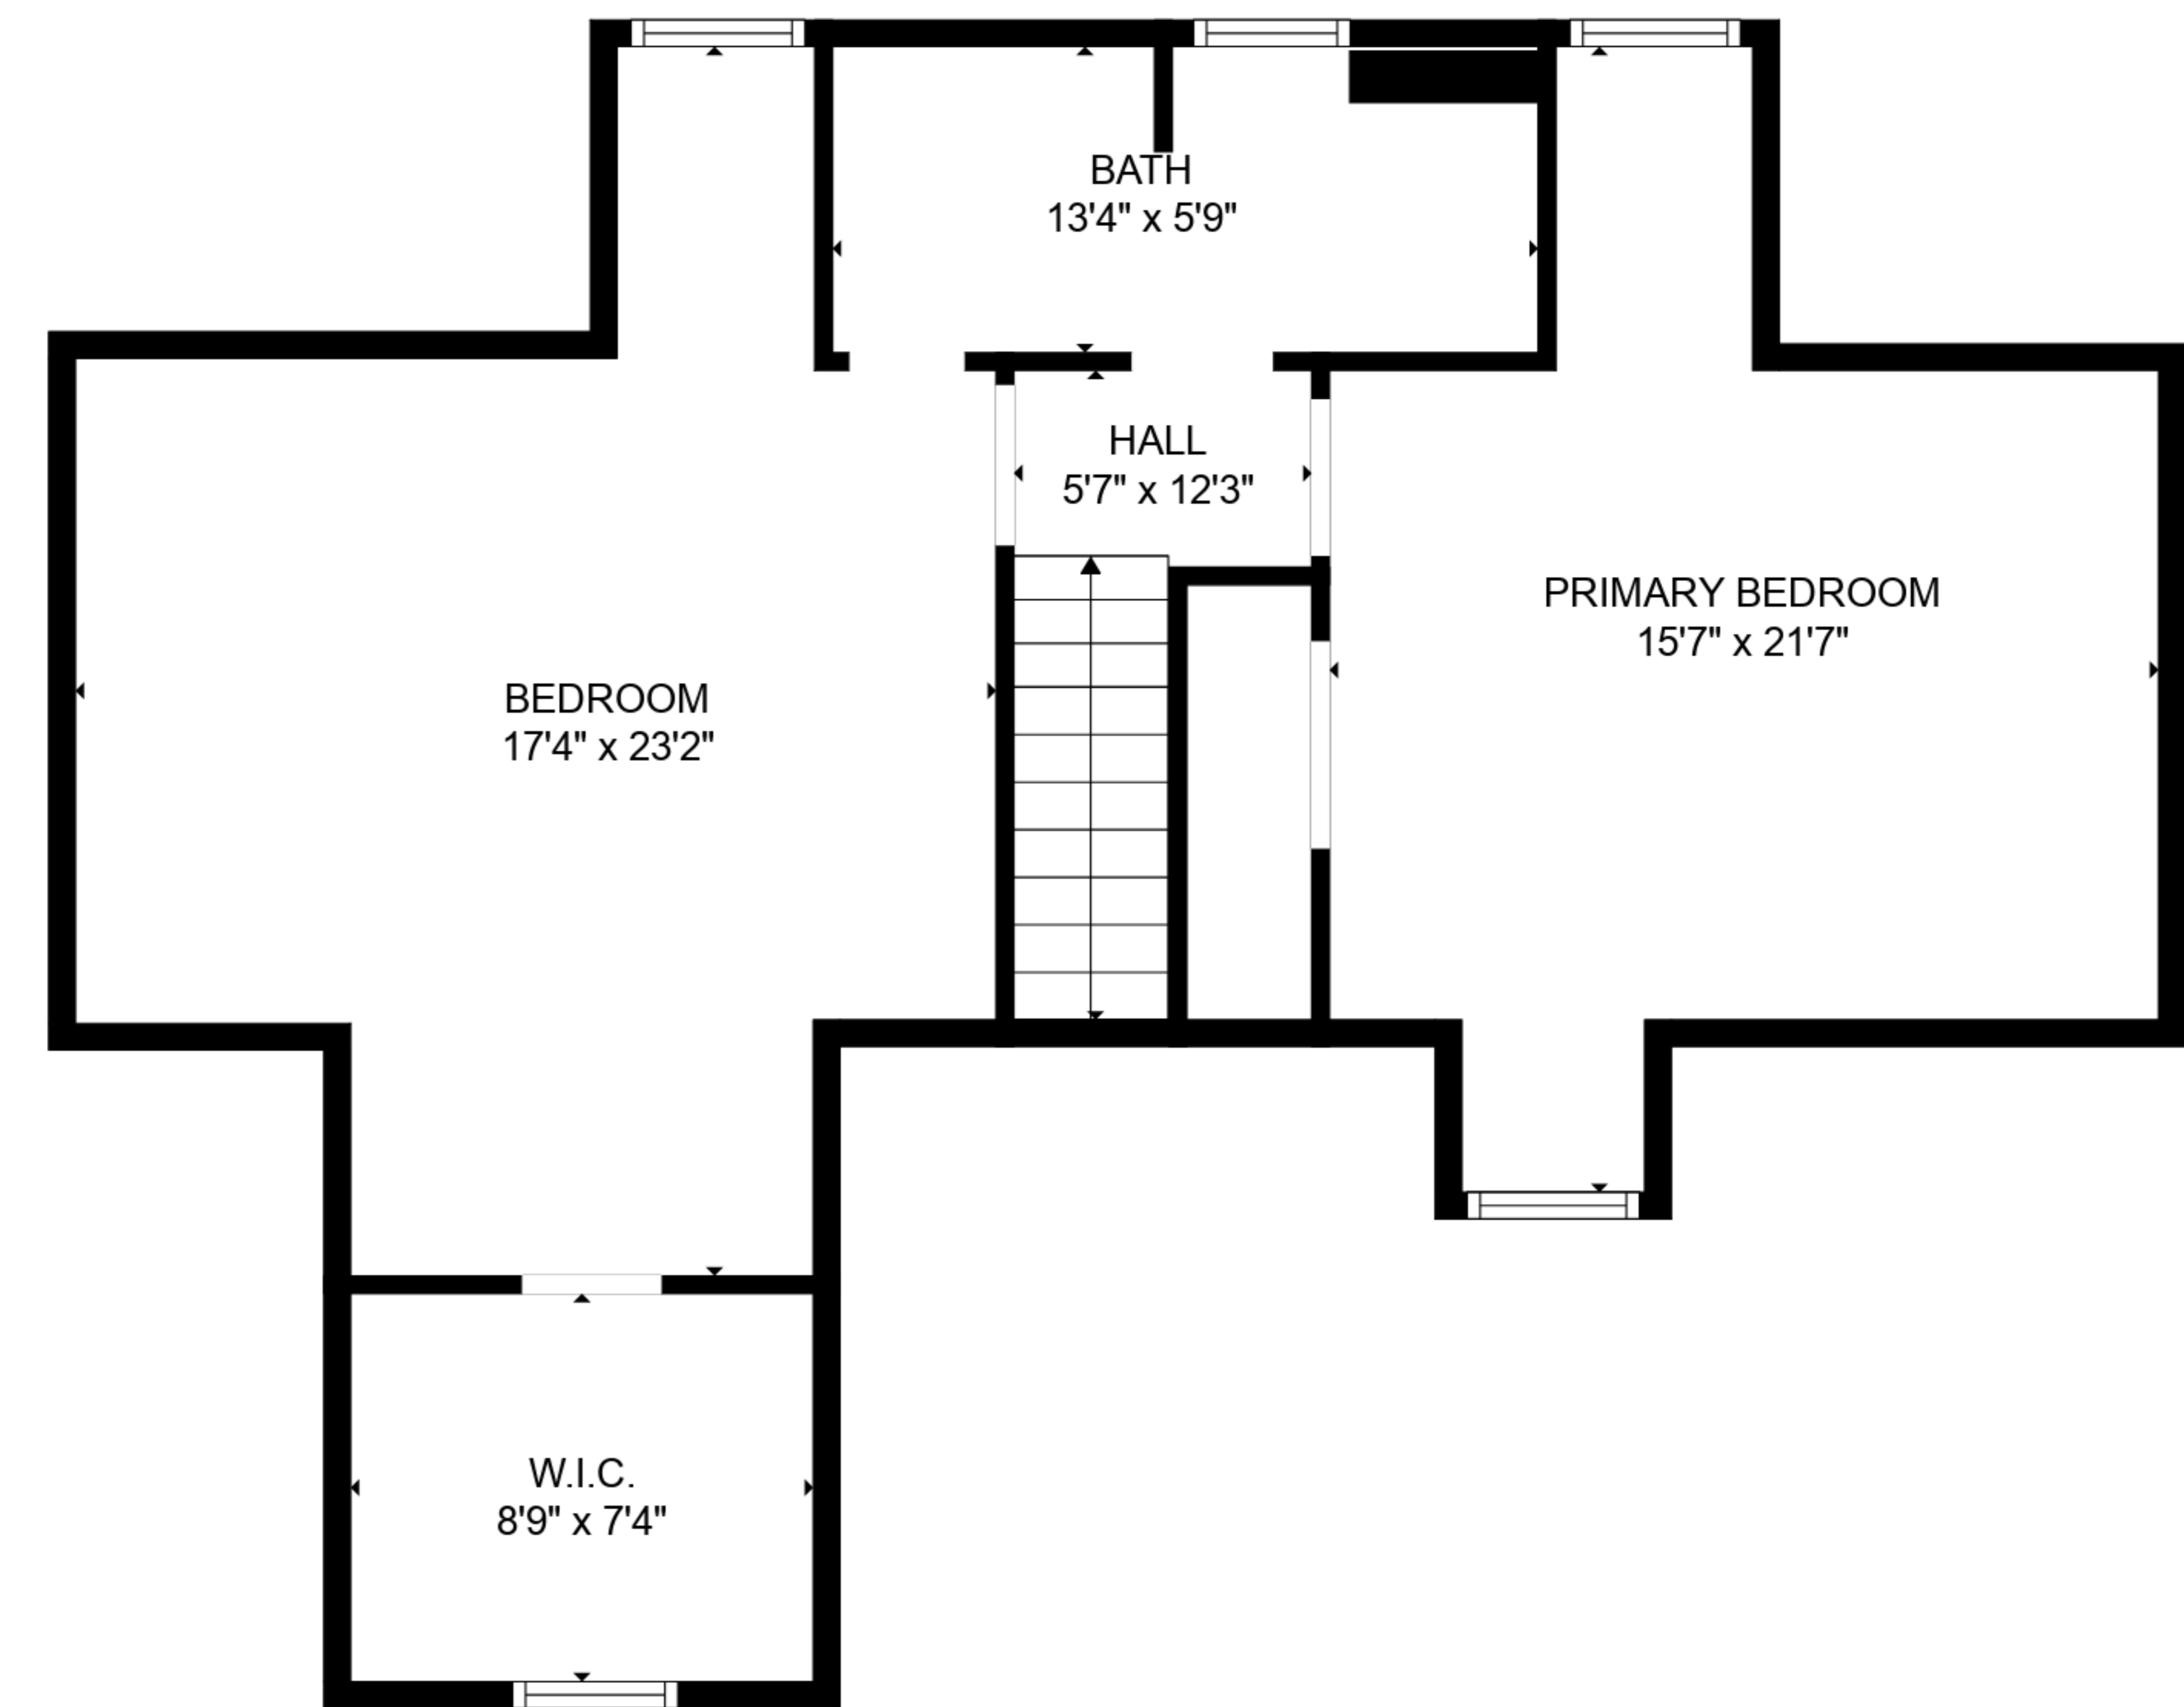 BATH
13'4" x 5'9"
HALL
5'7" x 12'3"
PRIMARY BEDROOM
15'7" x 21'7"
BEDROOM
17'4" x 23'2"
W.I.C.
8'9" x 7'4"